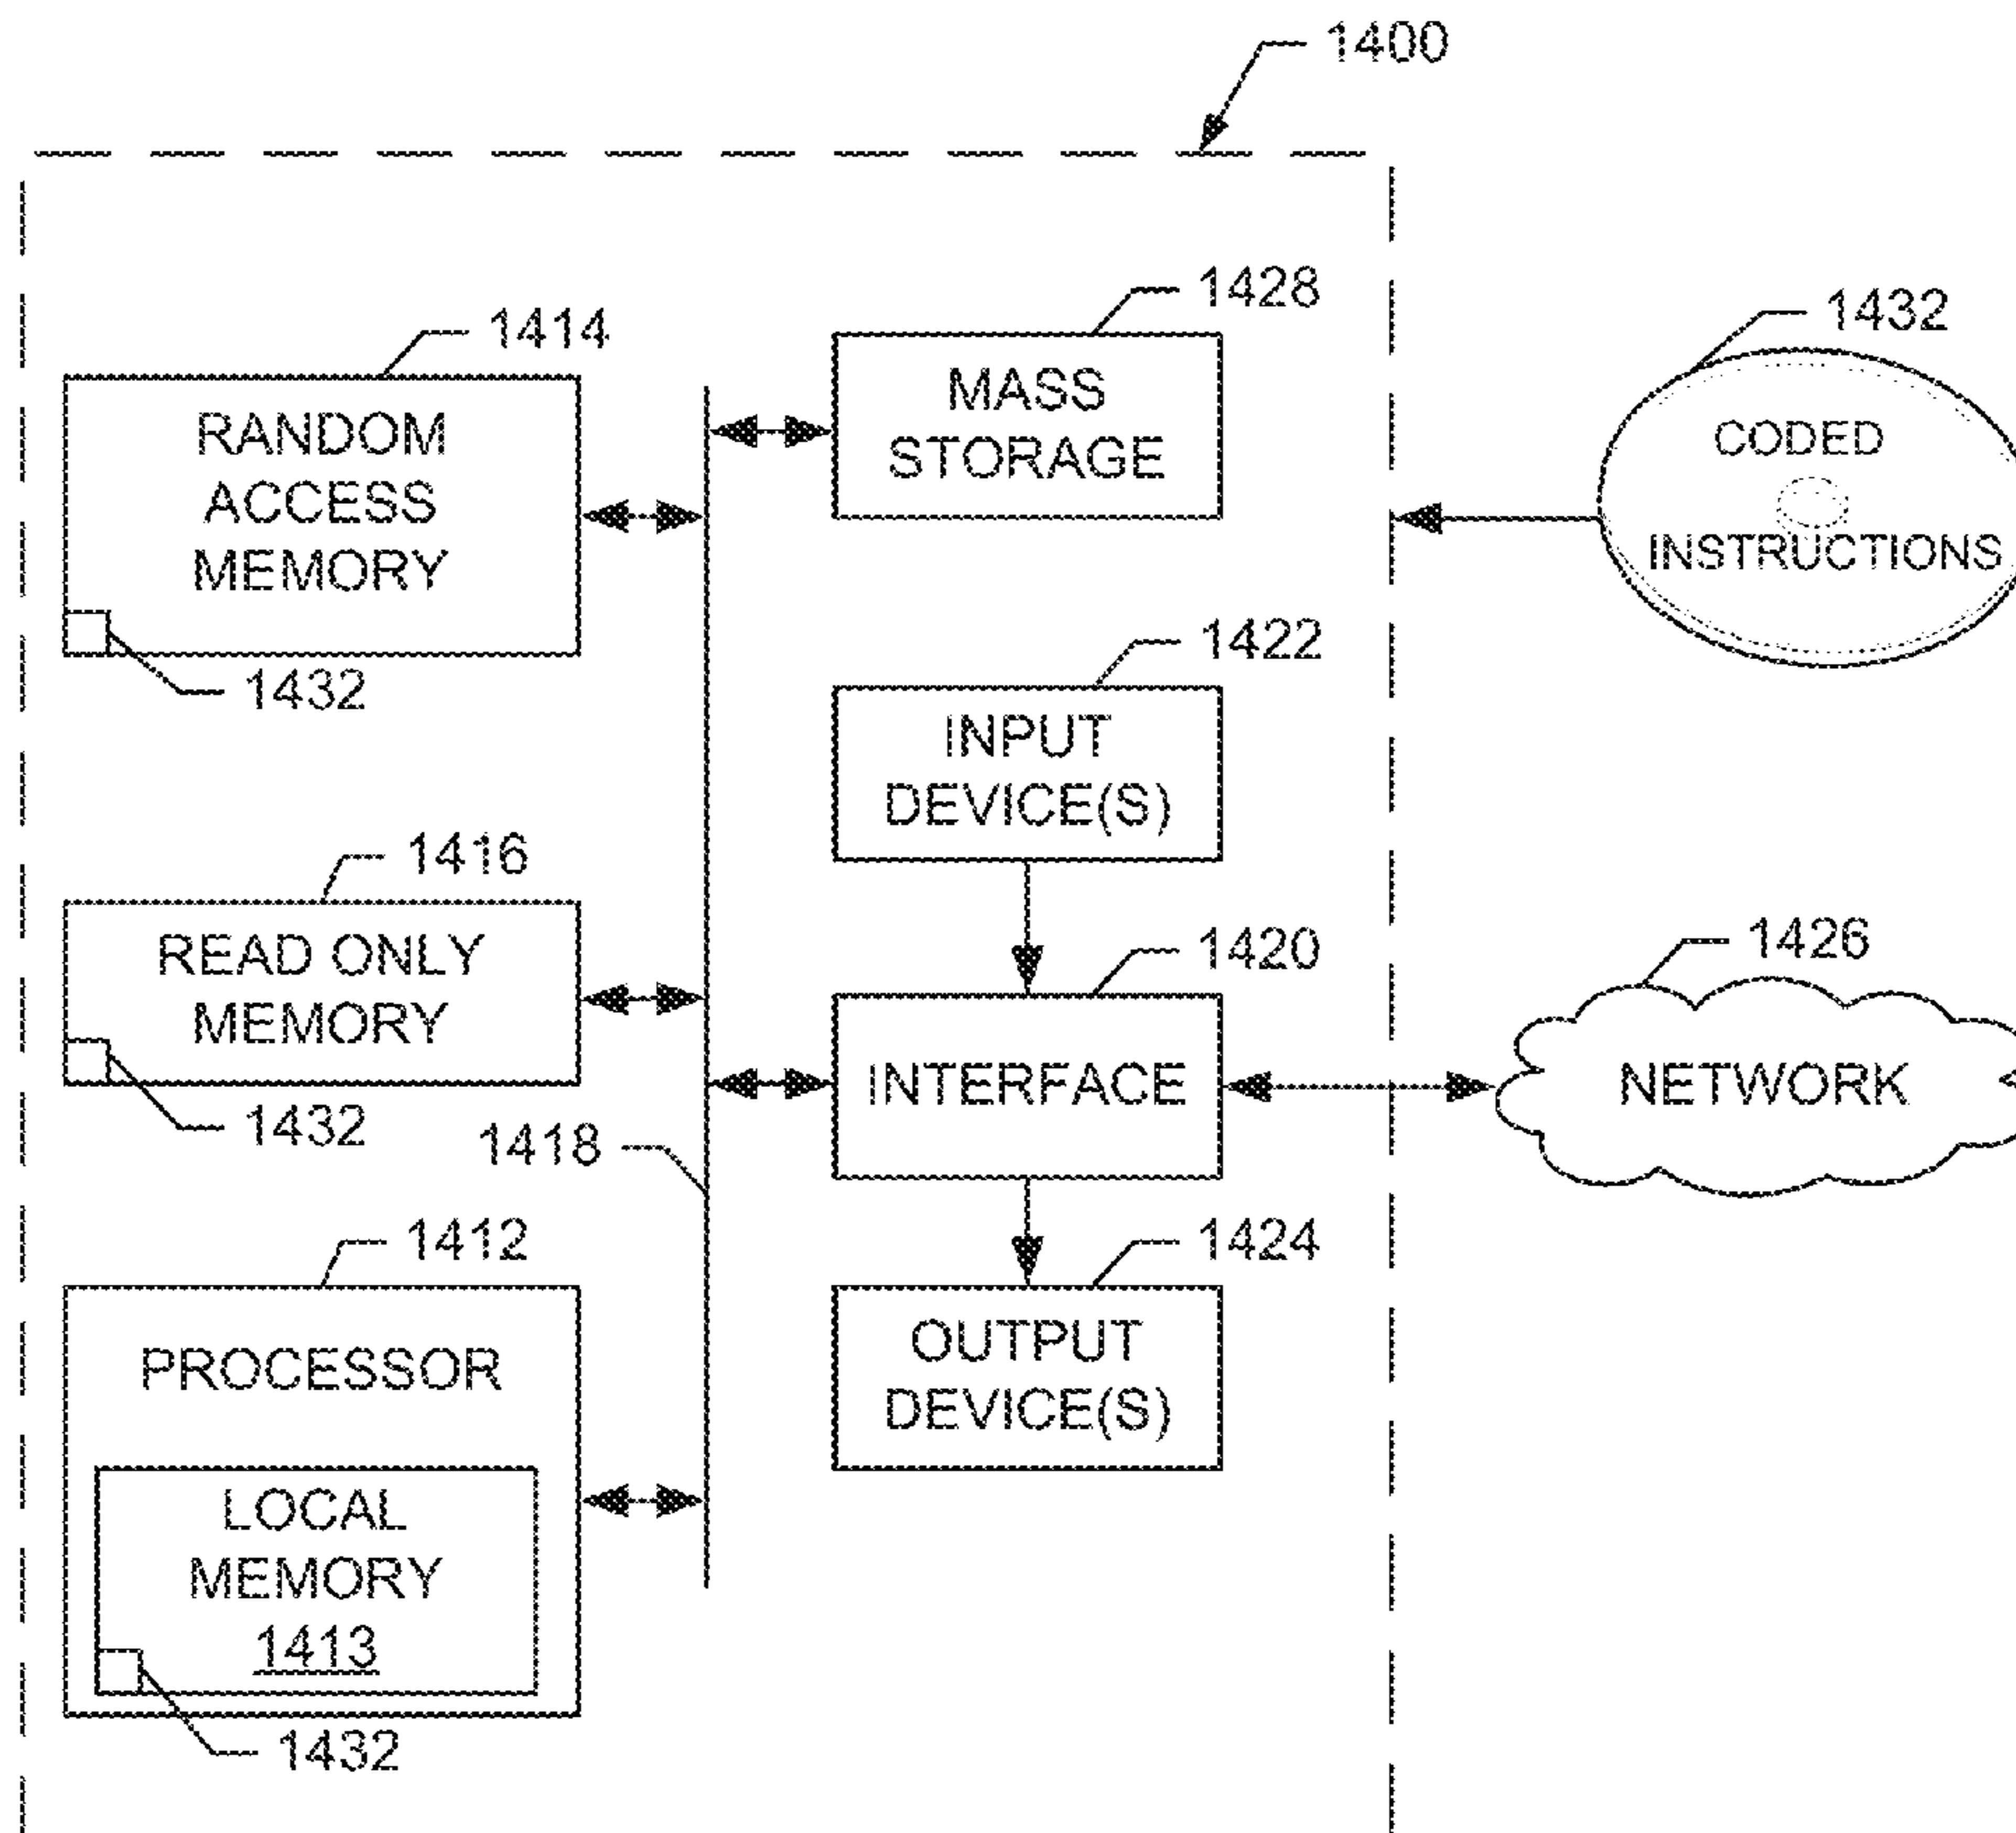 1400
1414
RANDOM
ACCESS
MEMORY
1432
1428
MASS
STORAGE
1432
CODED
INSTRUCTIONS
1422
INPUT
DEVICE(S)
1416
READ ONLY
MEMORY
1432
1418
1420
INTERFACE
1426
NETWORK
1412
PROCESSOR
LOCAL
MEMORY
1413
1432
1424
OUTPUT
DEVICE(S)